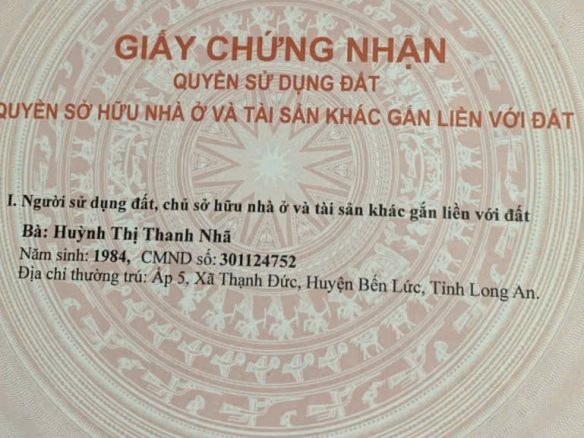 GIẤY CHỨNG NHẬN
QUYỀN SỬ DỤNG ĐẤT
QUYỀN SỞ HỮU NHÀ Ở VÀ TÀI SẢN KHÁC GẮN LIỀN VỚI ĐẤT
I. Người sử dụng đất, chủ sở hữu nhà ở và tài sản khác gắn liền với đất
Bà: Huỳnh Thị Thanh Nhã
Năm sinh: 1984, CMND số: 301124752
Địa chỉ thường trú: Ấp 5, Xã Thạnh Đức, Huyện Bến Lức, Tỉnh Long An.